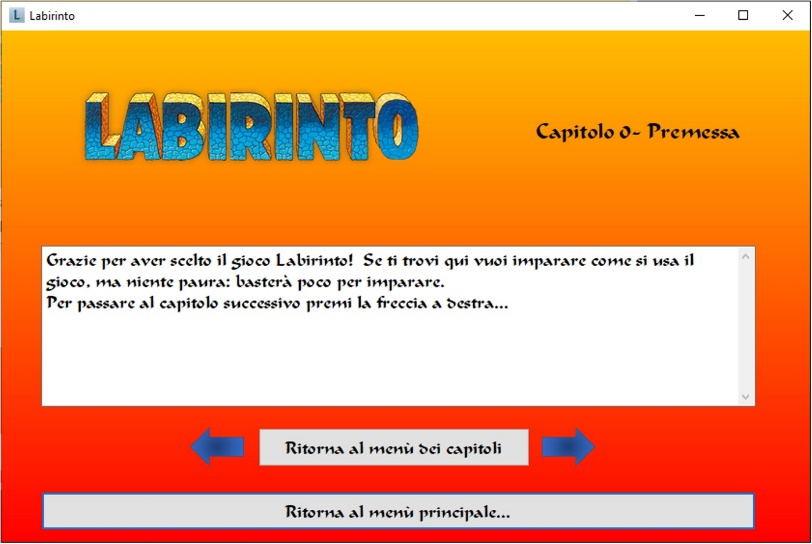 Labirinto
LABIRINTO
Capitolo 0- Premessa
Grazie per aver scelto il gioco Labirinto!  Se ti trovi qui vuoi imparare come si usa il
gioco, ma niente paura: basterà poco per imparare.
Per passare al capitolo successivo premi la freccia a destra...
Ritorna al menù dei capitoli
Ritorna al menù principale...